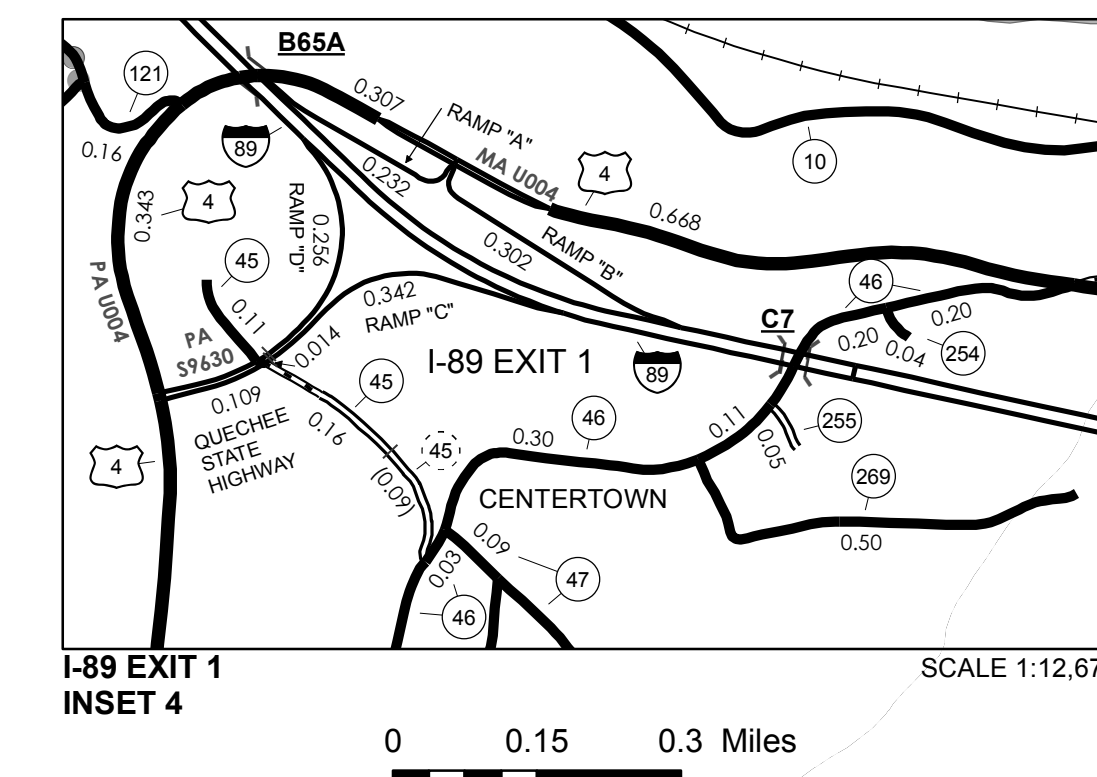 B65A
121
0.307
RAMP "A"
0.16
89
MA U004
10
4
0.232
4
0.343
RAMP "D"
0.256
0.668
RAMP "B"
0.302
45
46
PA U004
0.342
RAMP "C"
0.11
C7
0.20
0.20
0.04
254
PA
S9630
0.014
I-89 EXIT 1
89
45
0.109
QUECHEE
STATE
HIGHWAY
0.16
46
0.30
0.11
255
0.05
45
4
(0.09)
269
CENTERTOWN
0.50
0.09
0.03
47
46
I-89 EXIT 1
INSET 4
SCALE 1:12,67
0 0.15 0.3 Miles